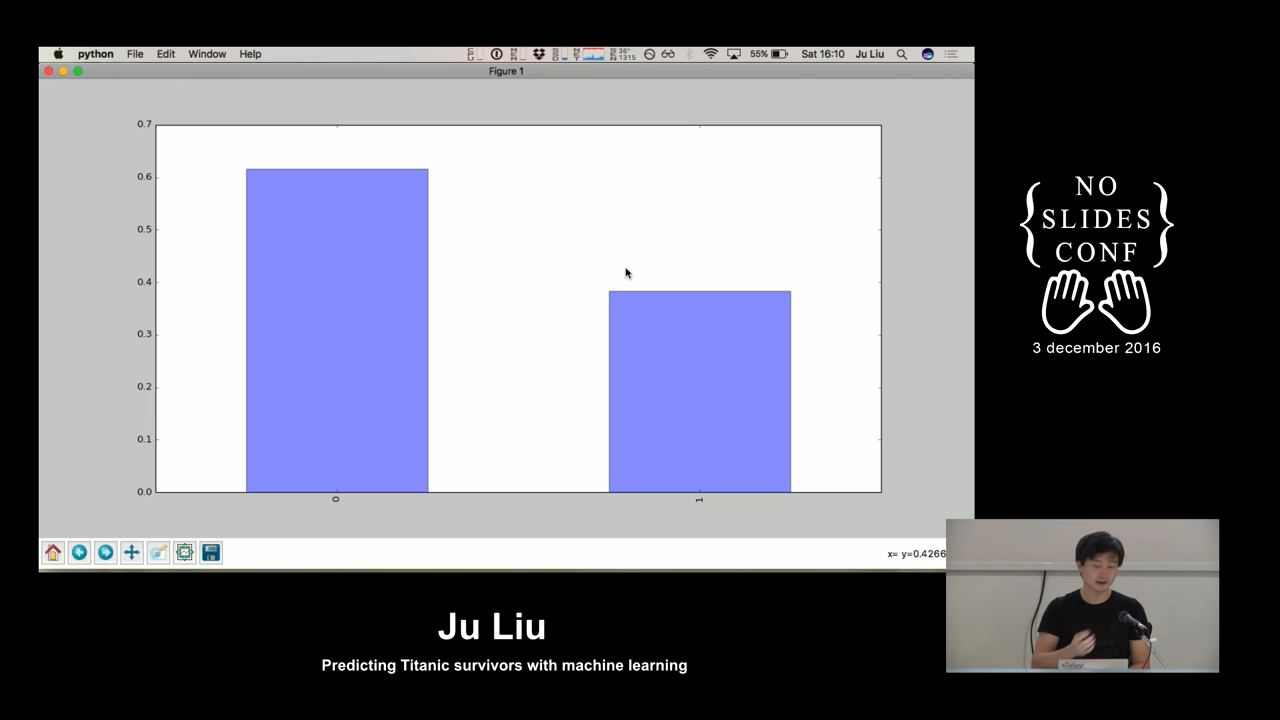 python File Edit Window Help 36° 1315 55% Sat 16:10 Ju Liu
Figure 1
0.7
0.6
0.5
0.4
0.3
0.2
0.1
0.0
0 1
x= y=0.4266
NO
SLIDES
CONF
3 december 2016
Ju Liu
Predicting Titanic survivors with machine learning